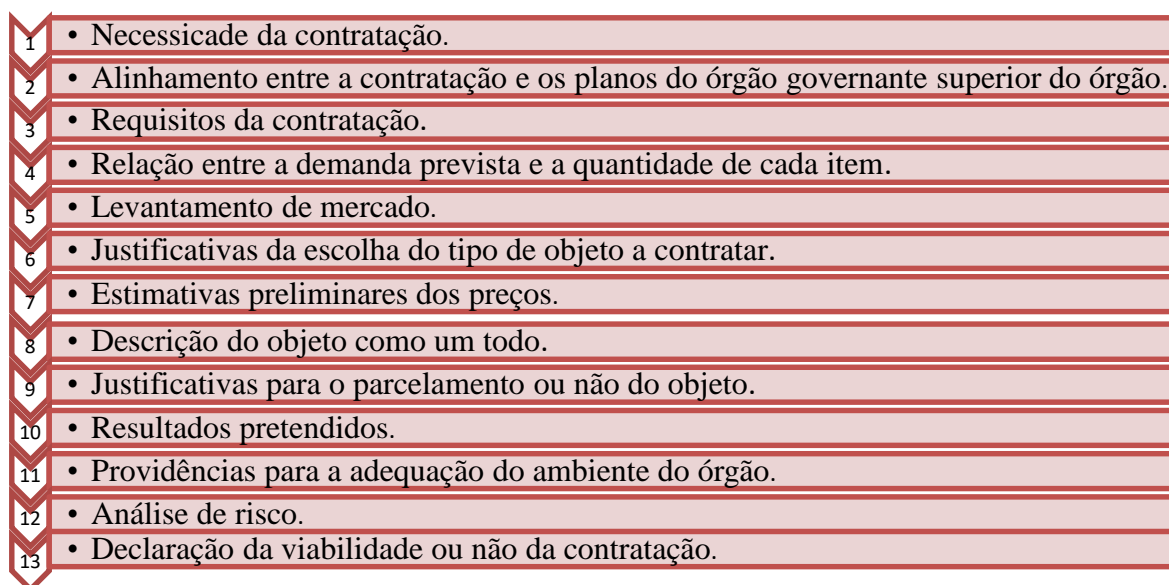 1 • Necessicade da contratação.
2 • Alinhamento entre a contratação e os planos do órgão governante superior do órgão.
3 • Requisitos da contratação.
4 • Relação entre a demanda prevista e a quantidade de cada item.
5 • Levantamento de mercado.
6 • Justificativas da escolha do tipo de objeto a contratar.
7 • Estimativas preliminares dos preços.
8 • Descrição do objeto como um todo.
9 • Justificativas para o parcelamento ou não do objeto.
10 • Resultados pretendidos.
11 • Providências para a adequação do ambiente do órgão.
12 • Análise de risco.
13 • Declaração da viabilidade ou não da contratação.